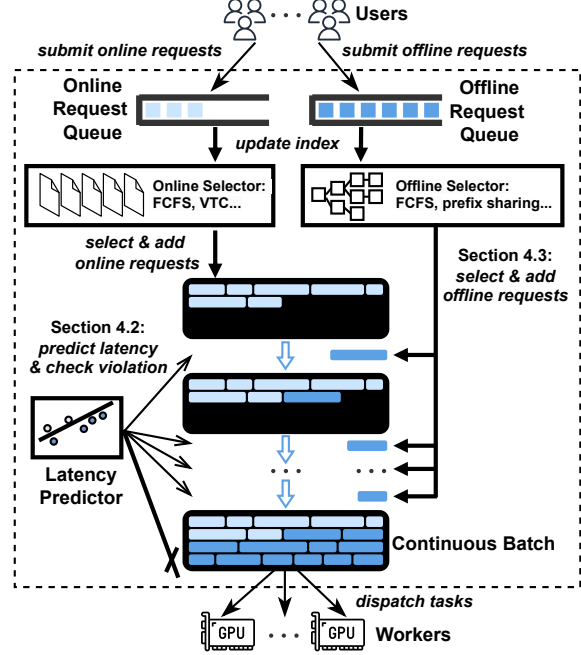 Users
submit online requests
submit offline requests
Online
Request
Queue
Offline
Request
Queue
update index
Online Selector:
FCFS, VTC...
Offline Selector:
FCFS, prefix sharing...
select & add
online requests
Section 4.3:
select & add
offline requests
Section 4.2:
predict latency
& check violation
Latency
Predictor
Continuous Batch
dispatch tasks
GPU
GPU
Workers